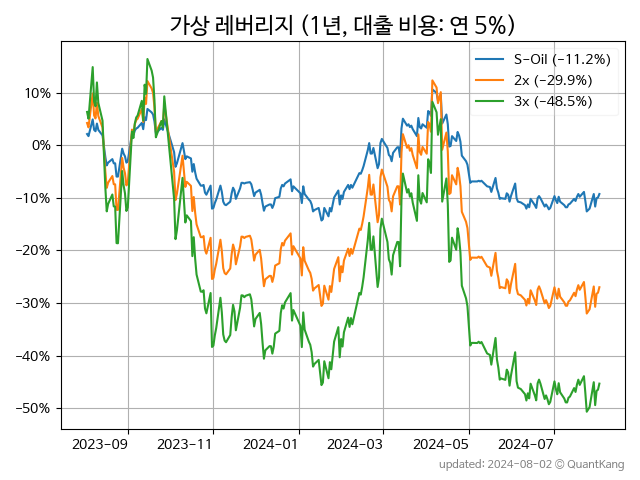 가상 레버리지 (1년, 대출 비용: 연 5%)
S-Oil (−11.2%)
2x (−29.9%)
3x (−48.5%)
10%
0%
−10%
−20%
−30%
−40%
−50%
2023-09
2023-11
2024-01
2024-03
2024-05
2024-07
updated: 2024-08-02 © QuantKang